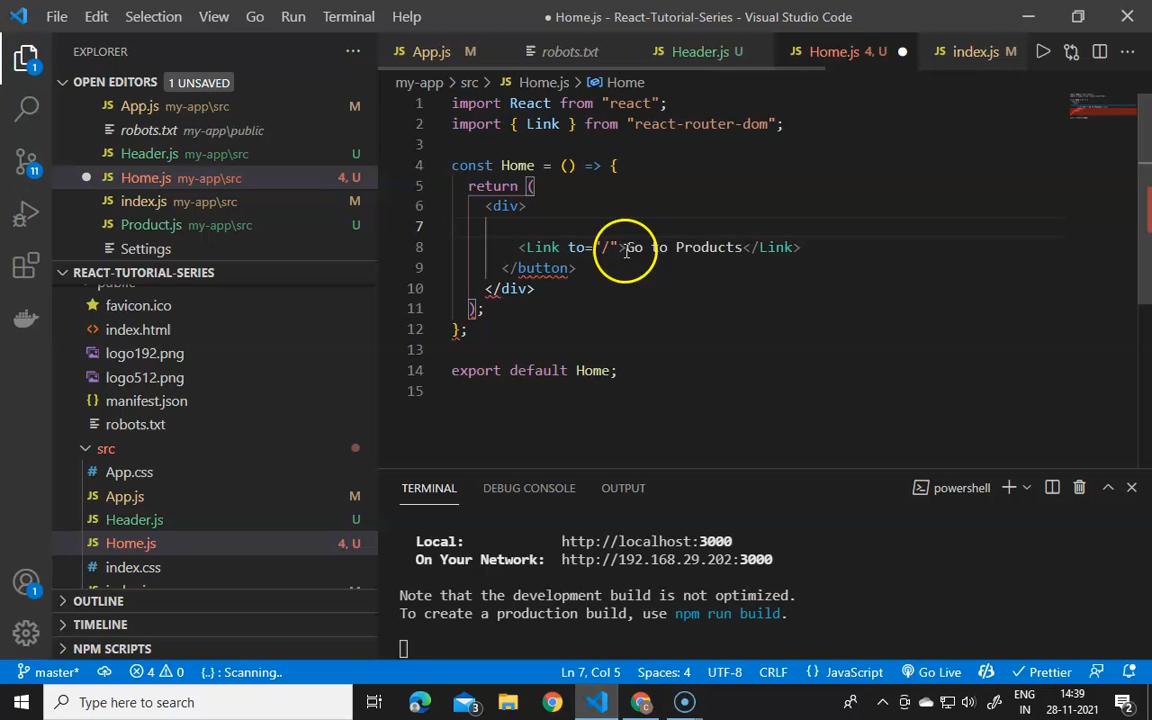 File Edit Selection View Go Run Terminal Help
● Home.js - React-Tutorial-Series - Visual Studio Code
EXPLORER
OPEN EDITORS 1 UNSAVED
App.js my-app\src M
robots.txt my-app\public
Header.js my-app\src U
Home.js my-app\src 4, U
index.js my-app\src M
Product.js my-app\src U
Settings
REACT-TUTORIAL-SERIES
public
favicon.ico
index.html
logo192.png
logo512.png
manifest.json
robots.txt
src
App.css
App.js M
Header.js U
Home.js 4, U
index.css
OUTLINE
TIMELINE
NPM SCRIPTS
App.js M robots.txt Header.js U Home.js 4, U index.js M
my-app > src > JS Home.js > Home
1 import React from "react";
2 import { Link } from "react-router-dom";
3
4 const Home = () => {
5 return (
6 <div>
7
8 <Link to="/">Go to Products</Link>
9 </button>
10 </div>
11 );
12 };
13
14 export default Home;
15
TERMINAL DEBUG CONSOLE OUTPUT powershell
Local: http://localhost:3000
On Your Network: http://192.168.29.202:3000
Note that the development build is not optimized.
To create a production build, use npm run build.
master* 4 0 {..} : Scanning.. Ln 7, Col 5 Spaces: 4 UTF-8 CRLF {} JavaScript Go Live Prettier
Type here to search
3
ENG
IN
14:39
28-11-2021
2